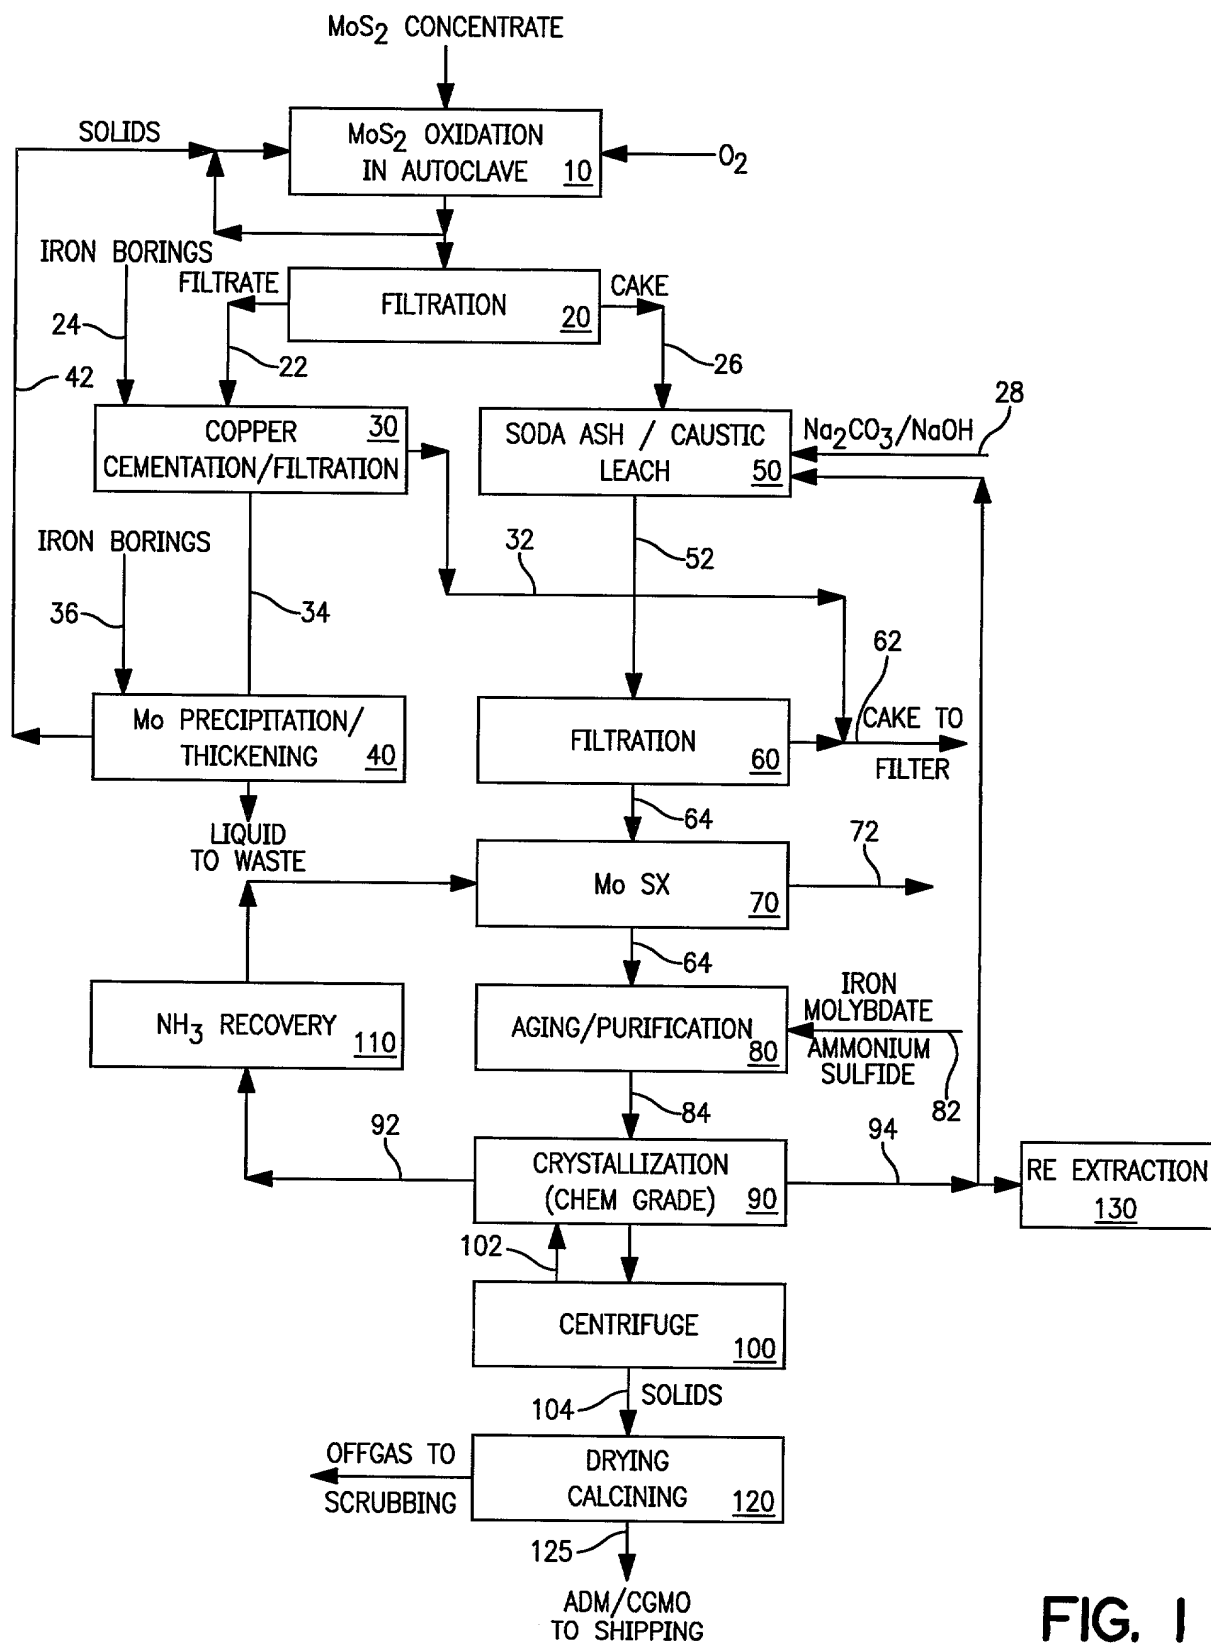 MoS2 CONCENTRATE
SOLIDS
MoS2 OXIDATION
IN AUTOCLAVE
10
O2
IRON BORINGS
FILTRATE
FILTRATION
20
CAKE
24
42
22
26
28
COPPER
CEMENTATION/FILTRATION
30
SODA ASH / CAUSTIC
LEACH
50
Na2CO3/NaOH
IRON BORINGS
32
52
36
34
62
Mo PRECIPITATION/
THICKENING
40
FILTRATION
60
CAKE TO
FILTER
LIQUID
TO WASTE
64
72
Mo SX
70
64
NH3 RECOVERY
110
AGING/PURIFICATION
80
IRON
MOLYBDATE
AMMONIUM
SULFIDE
82
84
92
94
CRYSTALLIZATION
(CHEM GRADE)
90
RE EXTRACTION
130
102
CENTRIFUGE
100
104
SOLIDS
OFFGAS TO
SCRUBBING
DRYING
CALCINING
120
125
ADM/CGMO
TO SHIPPING
FIG. 1